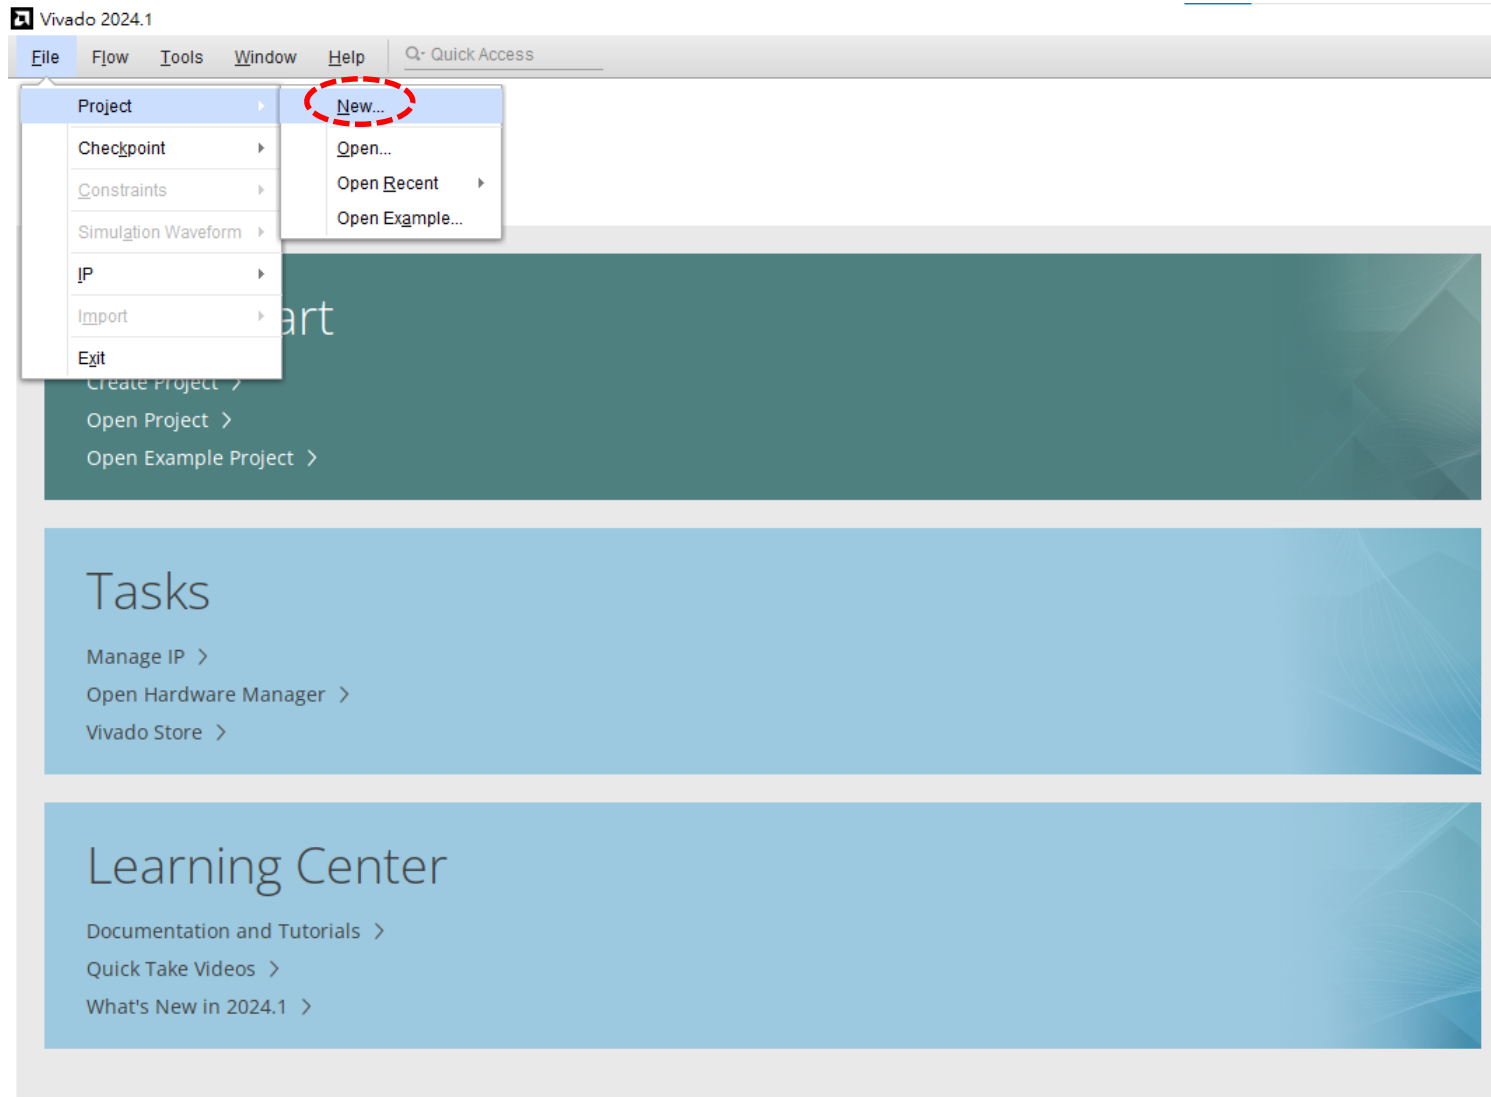 Vivado 2024.1
File Flow Tools Window Help Quick Access
Project
Checkpoint
Constraints
Simulation Waveform
IP
Import
Exit
New...
Open...
Open Recent
Open Example...
art
Create Project
Open Project
Open Example Project
Tasks
Manage IP
Open Hardware Manager
Vivado Store
Learning Center
Documentation and Tutorials
Quick Take Videos
What's New in 2024.1